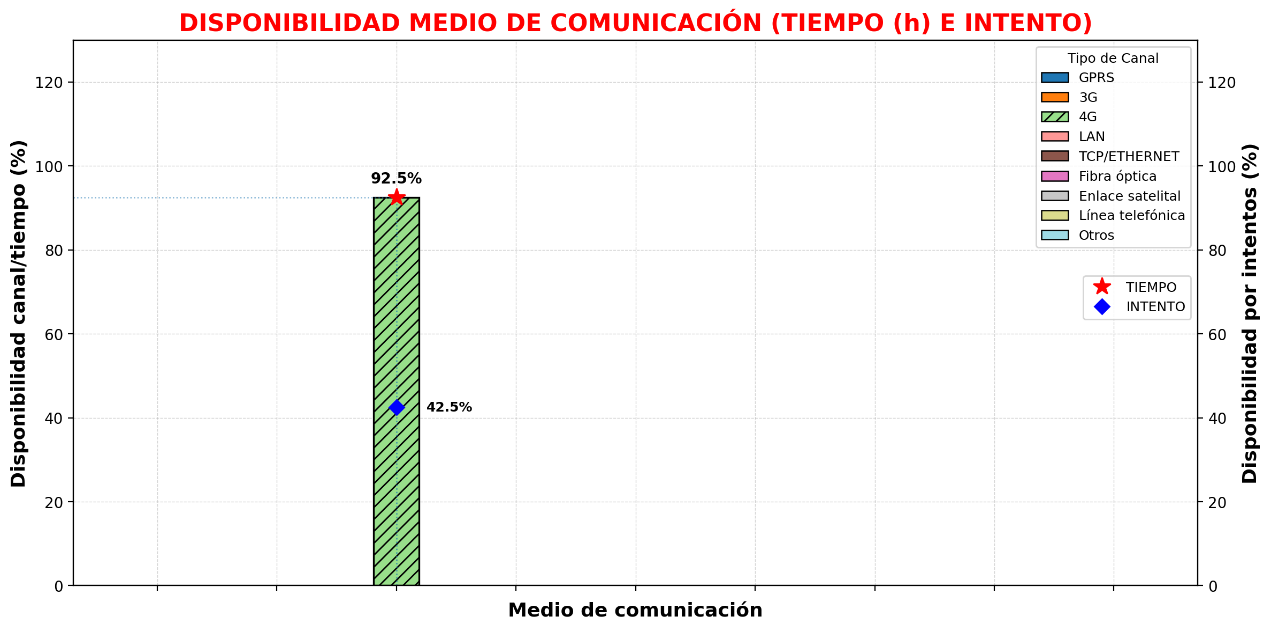 DISPONIBILIDAD MEDIO DE COMUNICACIÓN (TIEMPO (h) E INTENTO)
Disponibilidad canal/tiempo (%)
120
100
80
60
40
20
0
92.5%
42.5%
Tipo de Canal
GPRS
3G
4G
LAN
TCP/ETHERNET
Fibra óptica
Enlace satelital
Línea telefónica
Otros
TIEMPO
INTENTO
120
100
80
60
40
20
0
Disponibilidad por intentos (%)
Medio de comunicación